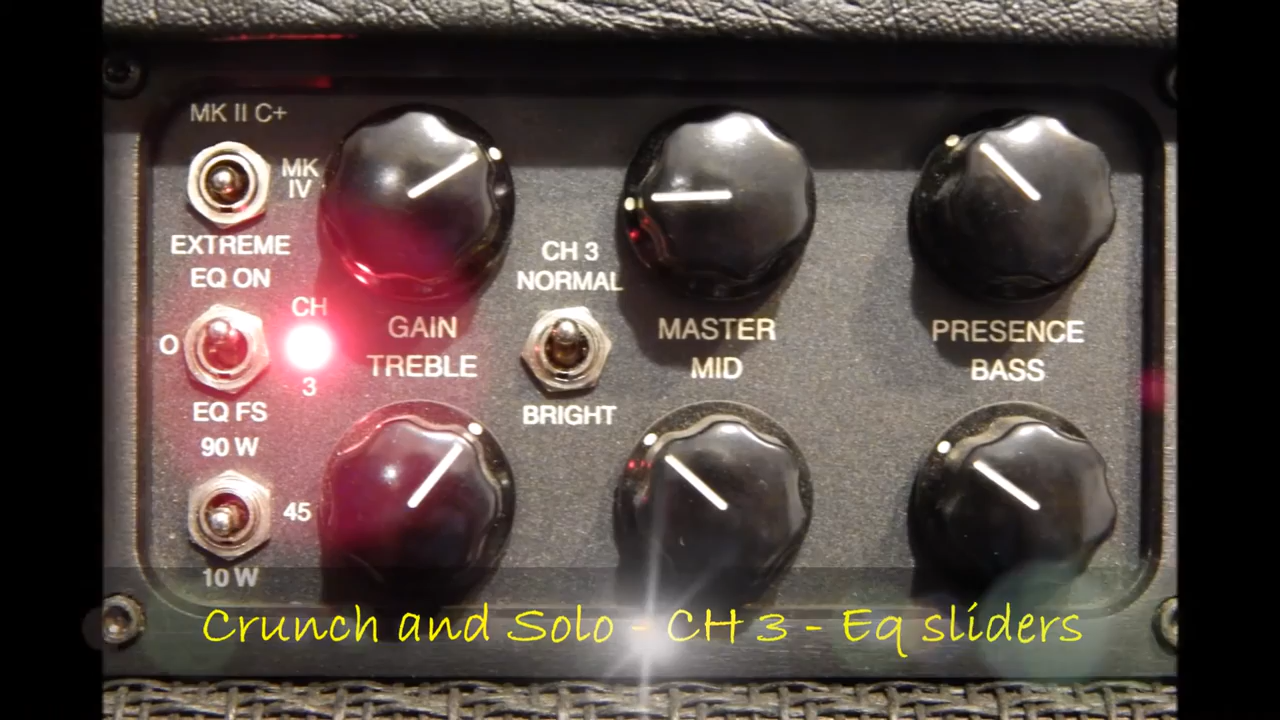 MK II C+
MK
IV
EXTREME
EQ ON
O
CH
3
EQ FS
90 W
45
10 W
GAIN
TREBLE
CH 3
NORMAL
BRIGHT
MASTER
MID
PRESENCE
BASS
Crunch and Solo - CH 3 - Eq sliders